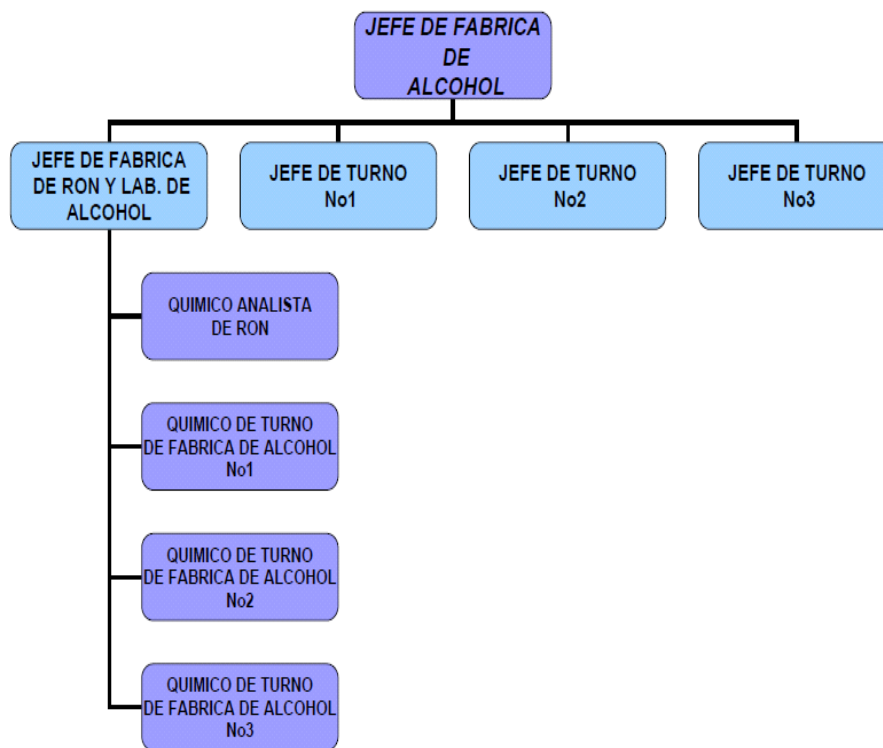 JEFE DE FABRICA
DE
ALCOHOL
JEFE DE FABRICA
DE RON Y LAB. DE
ALCOHOL
JEFE DE TURNO
No1
JEFE DE TURNO
No2
JEFE DE TURNO
No3
QUIMICO ANALISTA
DE RON
QUIMICO DE TURNO
DE FABRICA DE ALCOHOL
No1
QUIMICO DE TURNO
DE FABRICA DE ALCOHOL
No2
QUIMICO DE TURNO
DE FABRICA DE ALCOHOL
No3